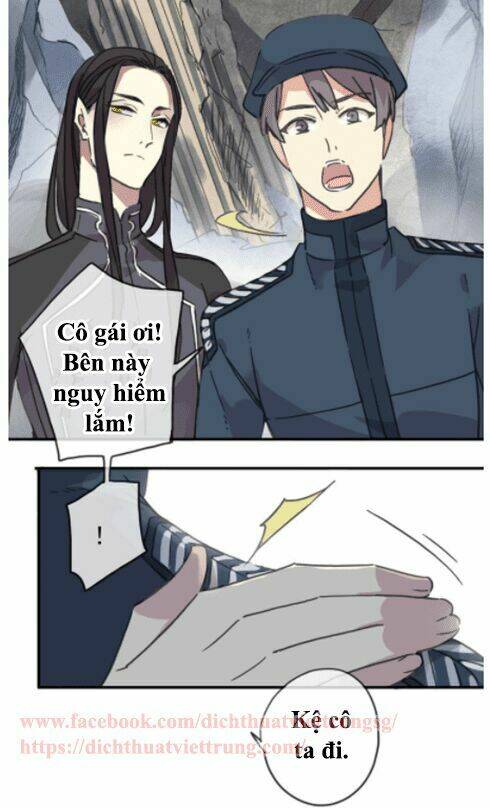 Cô gái ơi!
Bên này
nguy hiểm
lắm!
!
Kệ cô
ta đi.
www.facebook.com/dichthuatviettrungsg/
https://dichthuatviettrung.com/